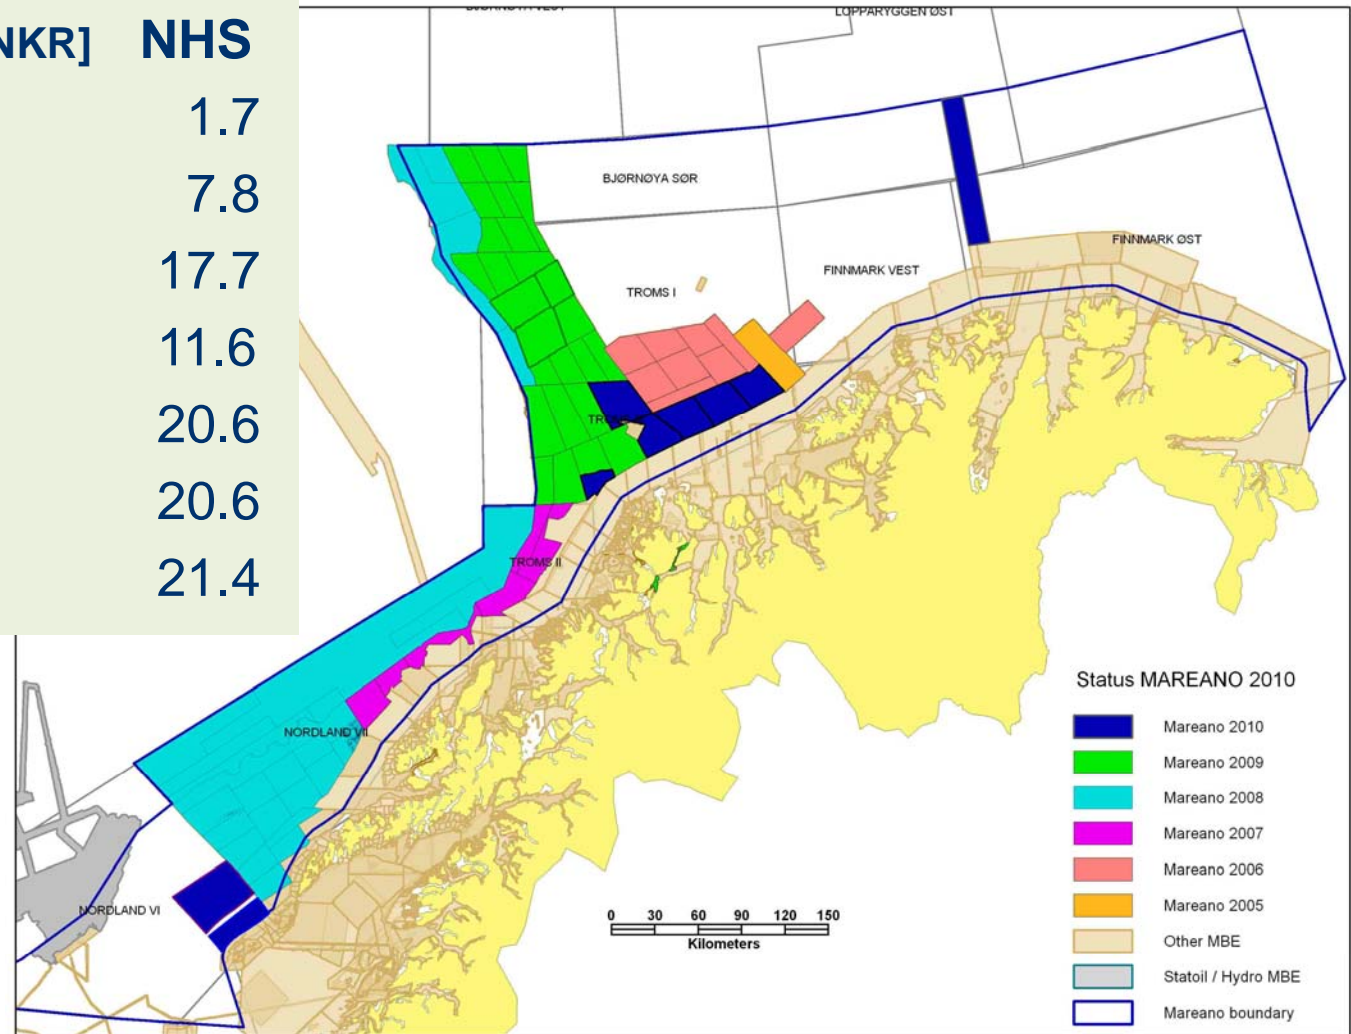 NKR] NHS
1.7
7.8
17.7
11.6
20.6
20.6
21.4
LOPPARYGGEN ØST
BJØRNØYA SØR
FINNMARK ØST
FINNMARK VEST
TROMS I
TROMS II
NORDLAND VII
NORDLAND VI
Status MAREANO 2010
Mareano 2010
Mareano 2009
Mareano 2008
Mareano 2007
Mareano 2006
Mareano 2005
Other MBE
Statoil / Hydro MBE
Mareano boundary
0 30 60 90 120 150
Kilometers